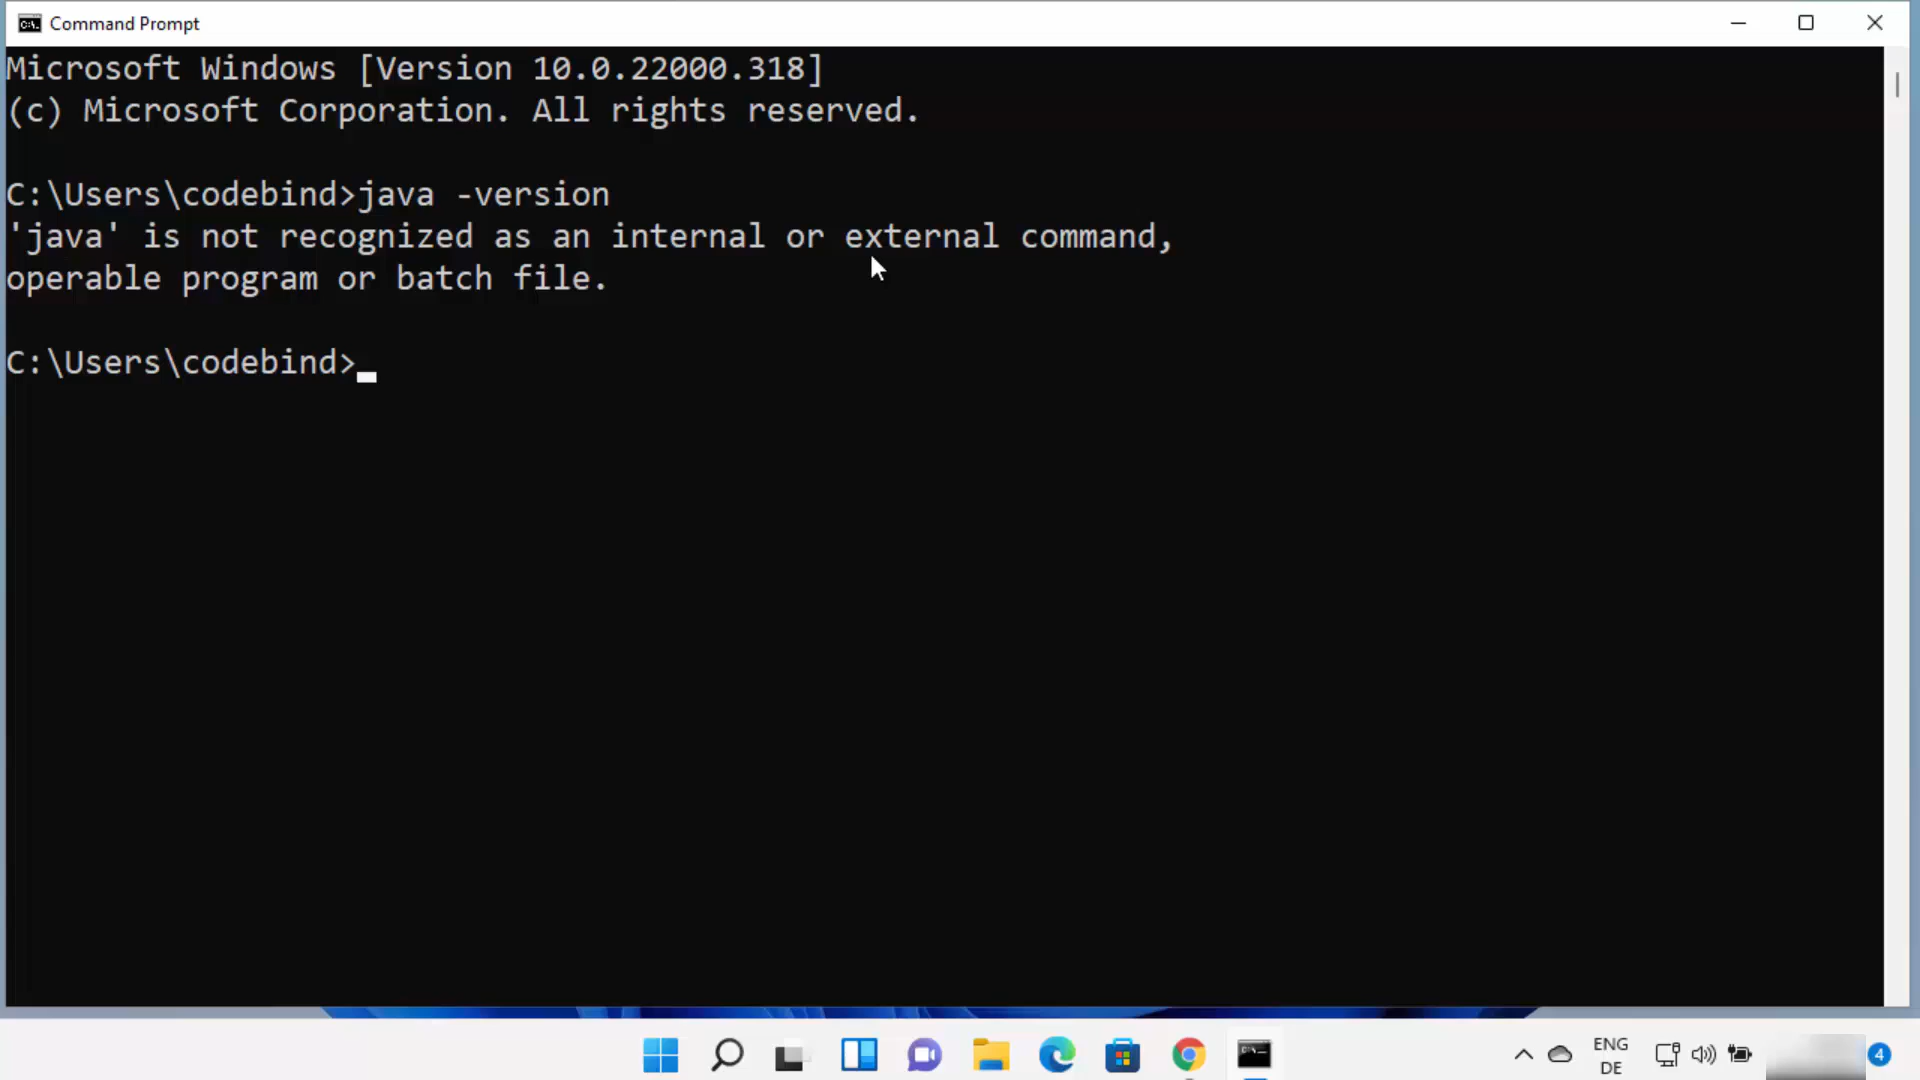 Command Prompt
Microsoft Windows [Version 10.0.22000.318]
(c) Microsoft Corporation. All rights reserved.
C:\Users\codebind>java -version
'java' is not recognized as an internal or external command,
operable program or batch file.
C:\Users\codebind>
ENG
DE
4